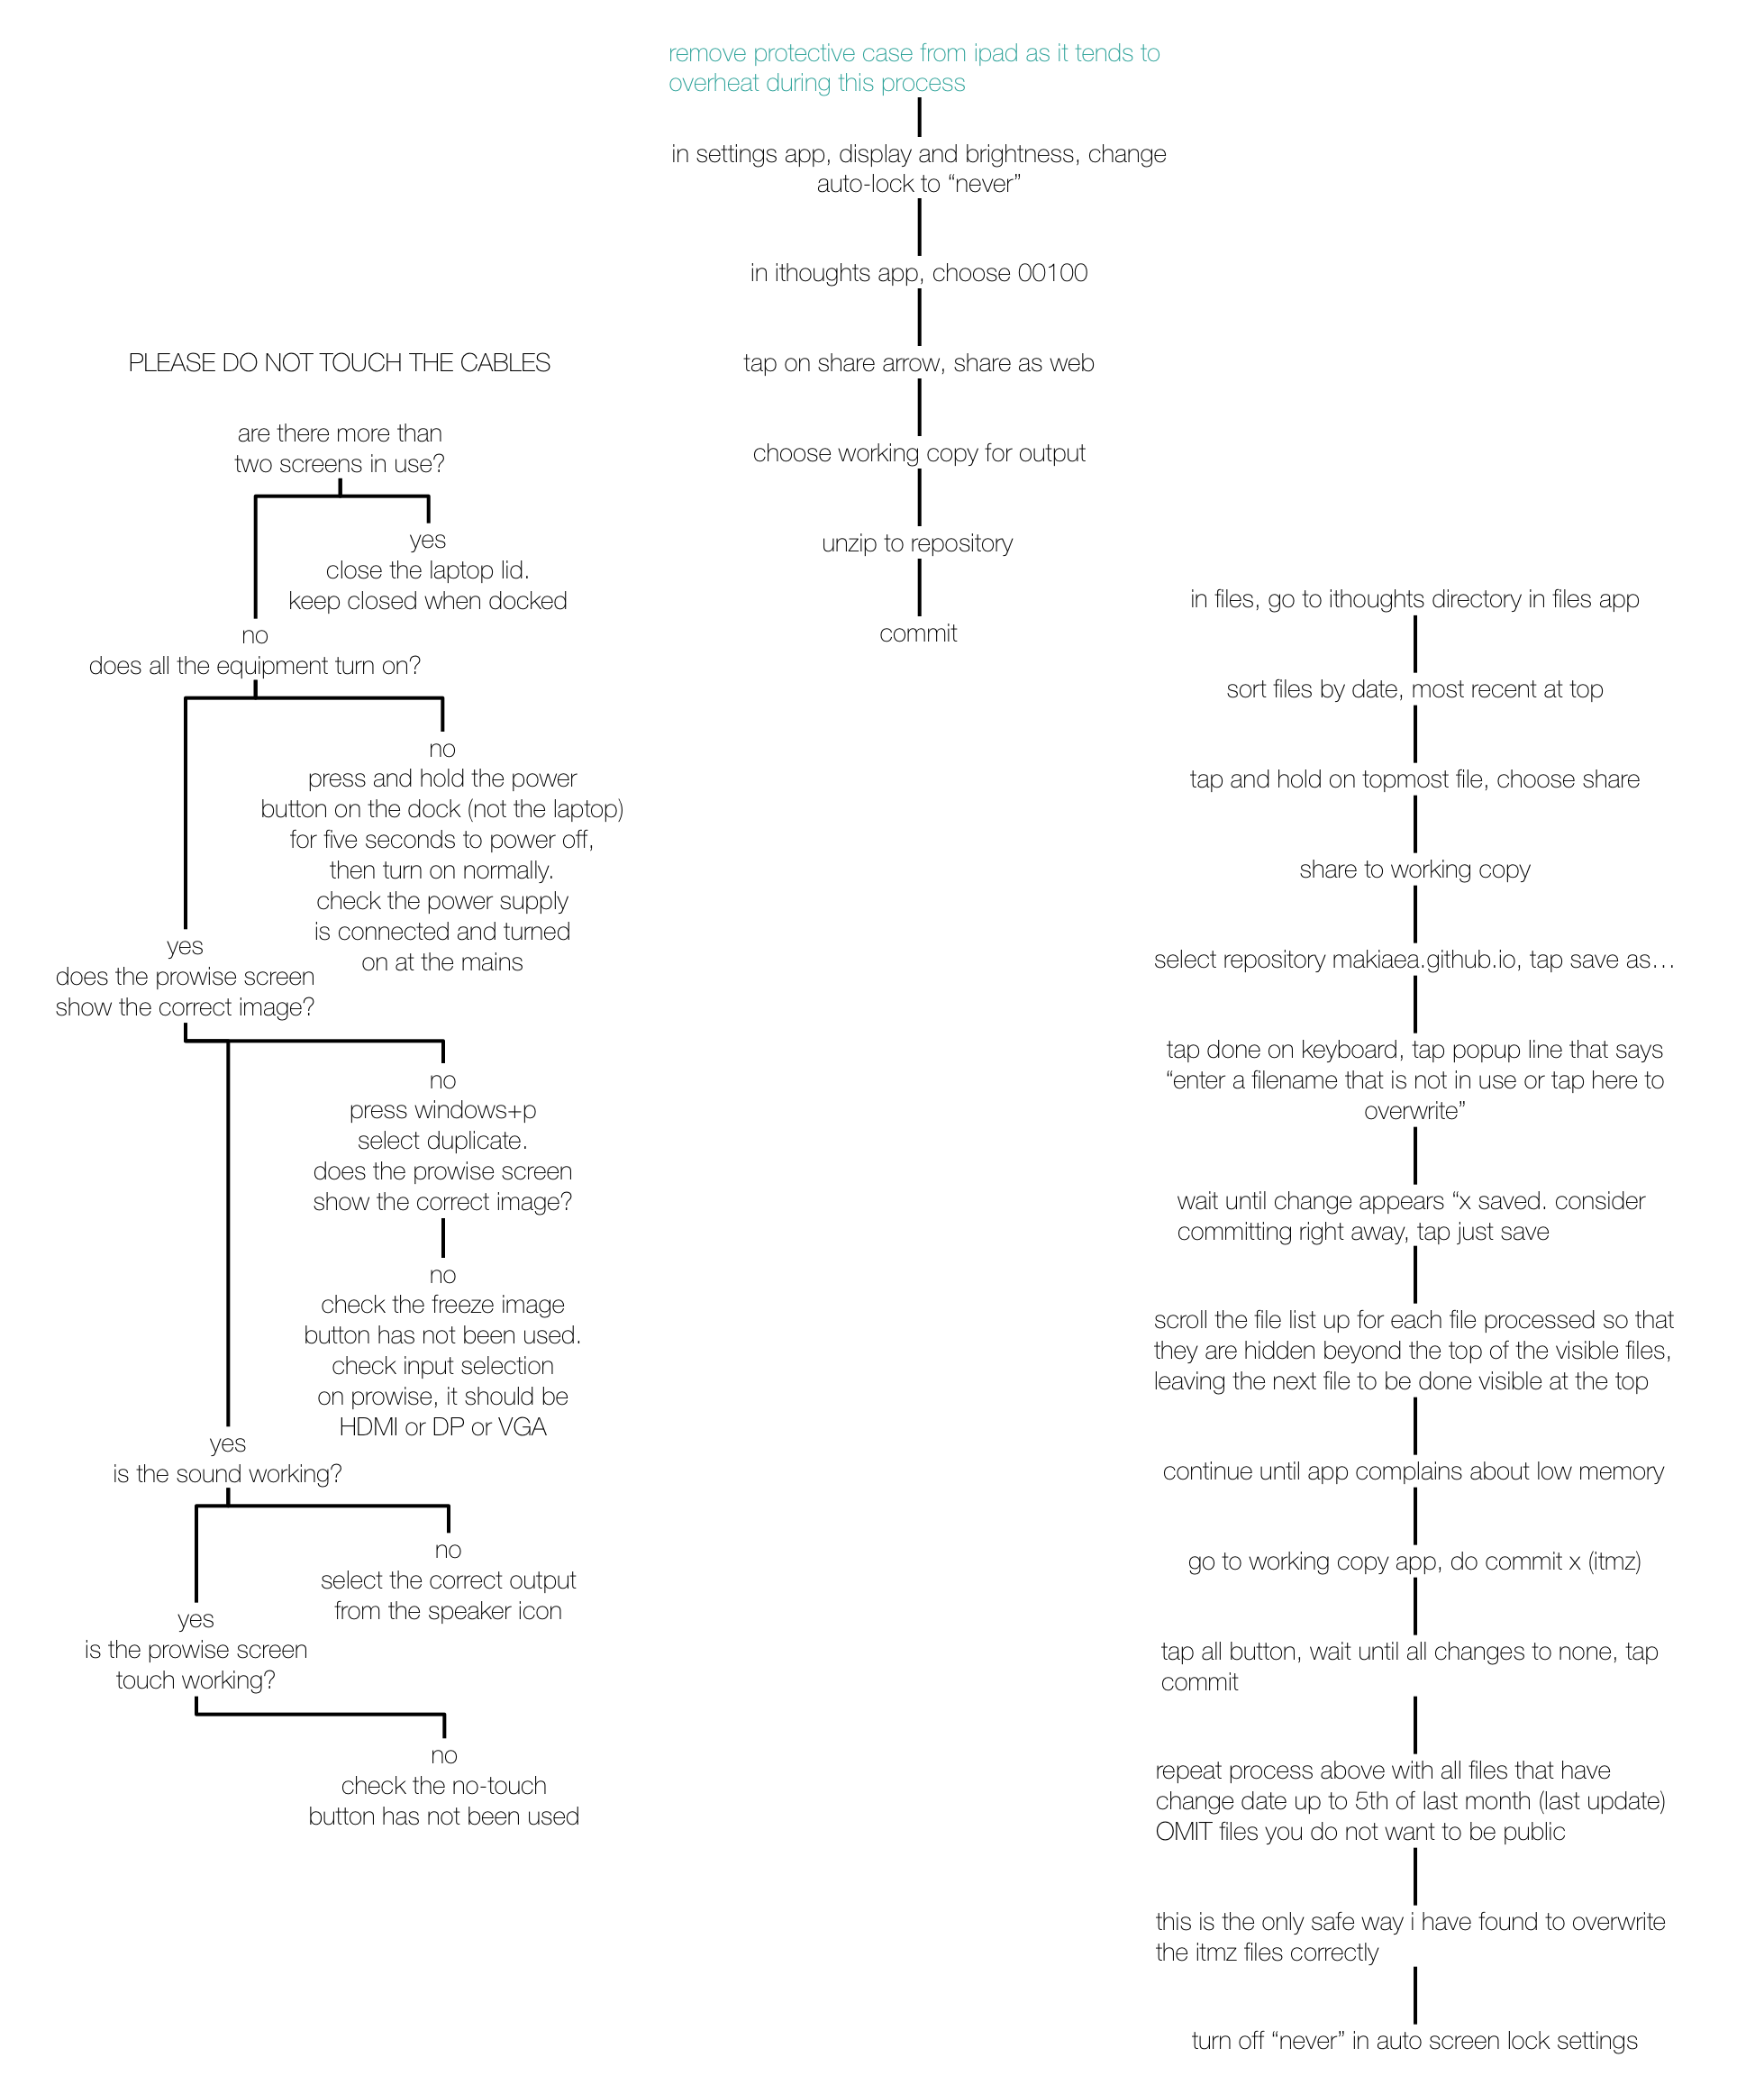 remove protective case from ipad as it tends to
overheat during this process
in settings app, display and brightness, change
auto-lock to “never”
in ithoughts app, choose 00100
tap on share arrow, share as web
choose working copy for output
unzip to repository
commit
PLEASE DO NOT TOUCH THE CABLES
are there more than
two screens in use?
yes
close the laptop lid.
keep closed when docked
no
does all the equipment turn on?
no
press and hold the power
button on the dock (not the laptop)
for five seconds to power off,
then turn on normally.
check the power supply
is connected and turned
on at the mains
yes
does the prowise screen
show the correct image?
no
press windows+p
select duplicate.
does the prowise screen
show the correct image?
no
check the freeze image
button has not been used.
check input selection
on prowise, it should be
HDMI or DP or VGA
yes
is the sound working?
no
select the correct output
from the speaker icon
yes
is the prowise screen
touch working?
no
check the no-touch
button has not been used
in files, go to ithoughts directory in files app
sort files by date, most recent at top
tap and hold on topmost file, choose share
share to working copy
select repository makiaea.github.io, tap save as…
tap done on keyboard, tap popup line that says
“enter a filename that is not in use or tap here to
overwrite”
wait until change appears “x saved. consider
committing right away, tap just save
scroll the file list up for each file processed so that
they are hidden beyond the top of the visible files,
leaving the next file to be done visible at the top
continue until app complains about low memory
go to working copy app, do commit x (itmz)
tap all button, wait until all changes to none, tap
commit
repeat process above with all files that have
change date up to 5th of last month (last update)
OMIT files you do not want to be public
this is the only safe way i have found to overwrite
the itmz files correctly
turn off “never” in auto screen lock settings